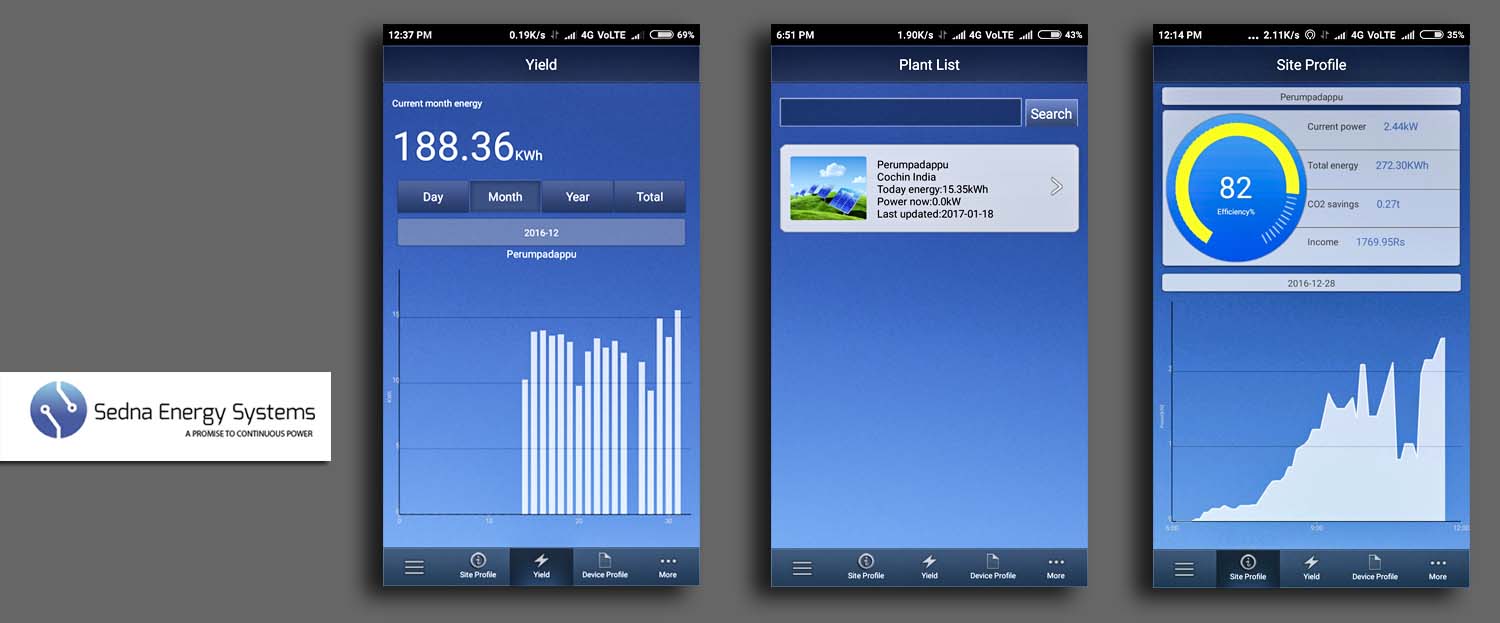 Sedna Energy Systems
A PROMISE TO CONTINUOUS POWER
12:37 PM 0.19K/s 4G VoLTE 69%
Yield
Current month energy
188.36KWh
Day Month Year Total
2016-12
Perumpadappu
15
10
5
0
KWh
0 10 20 30
Site Profile Yield Device Profile More
6:51 PM 1.90K/s 4G VoLTE 43%
Plant List
Search
Perumpadappu
Cochin India
Today energy:15.35kWh
Power now:0.0kW
Last updated:2017-01-18
Site Profile Yield Device Profile More
12:14 PM ... 2.11K/s 4G VoLTE 35%
Site Profile
Perumpadappu
82
Efficiency%
Current power 2.44kW
Total energy 272.30KWh
CO2 savings 0.27t
Income 1769.95Rs
2016-12-28
2
1
0
6:00 9:00 12:00
Site Profile Yield Device Profile More